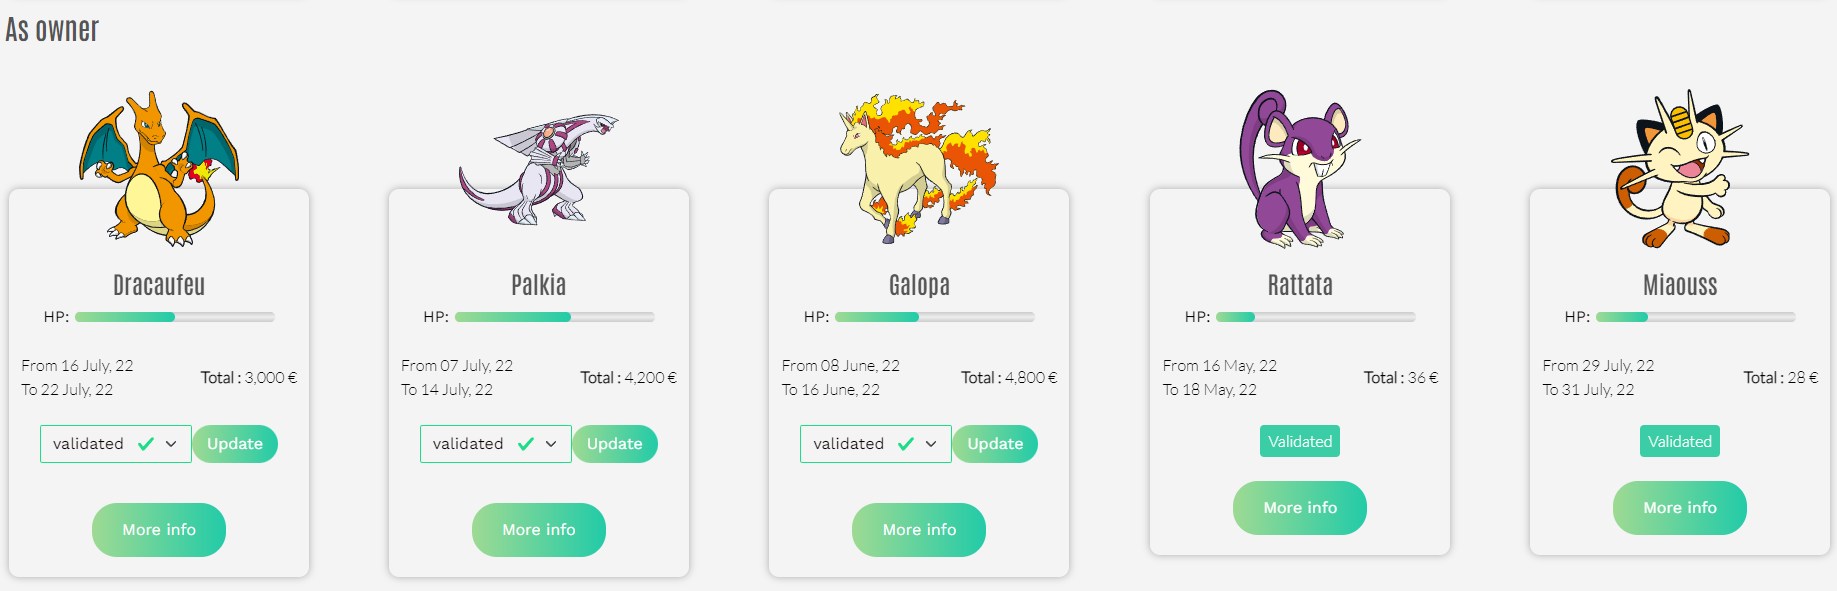 As owner
Dracaufeu
HP:
From 16 July, 22
To 22 July, 22
Total : 3,000 €
validated
Update
More info
Palkia
HP:
From 07 July, 22
To 14 July, 22
Total : 4,200 €
validated
Update
More info
Galopa
HP:
From 08 June, 22
To 16 June, 22
Total : 4,800 €
validated
Update
More info
Rattata
HP:
From 16 May, 22
To 18 May, 22
Total : 36 €
Validated
More info
Miaouss
HP:
From 29 July, 22
To 31 July, 22
Total : 28 €
Validated
More info